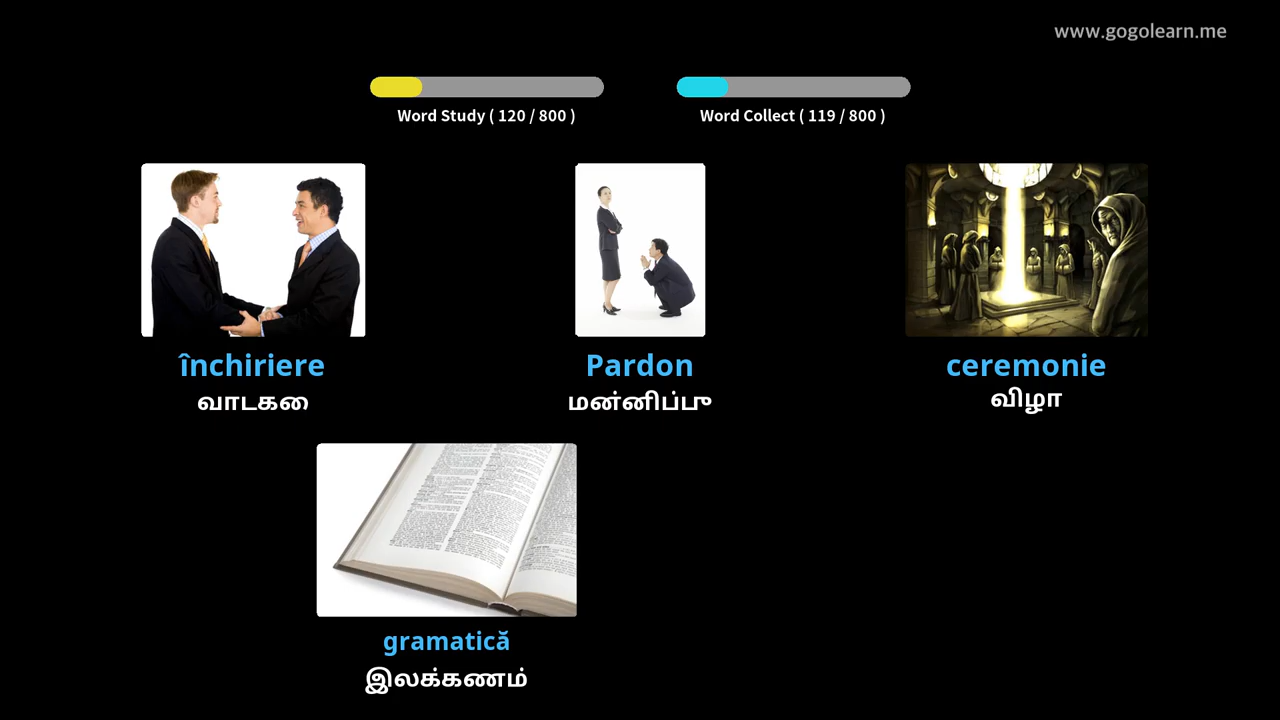 www.gogolearn.me
Word Study ( 120 / 800 )
Word Collect ( 119 / 800 )
închiriere
வாடகை
Pardon
மன்னிப்பு
ceremonie
விழா
gramatică
இலக்கணம்